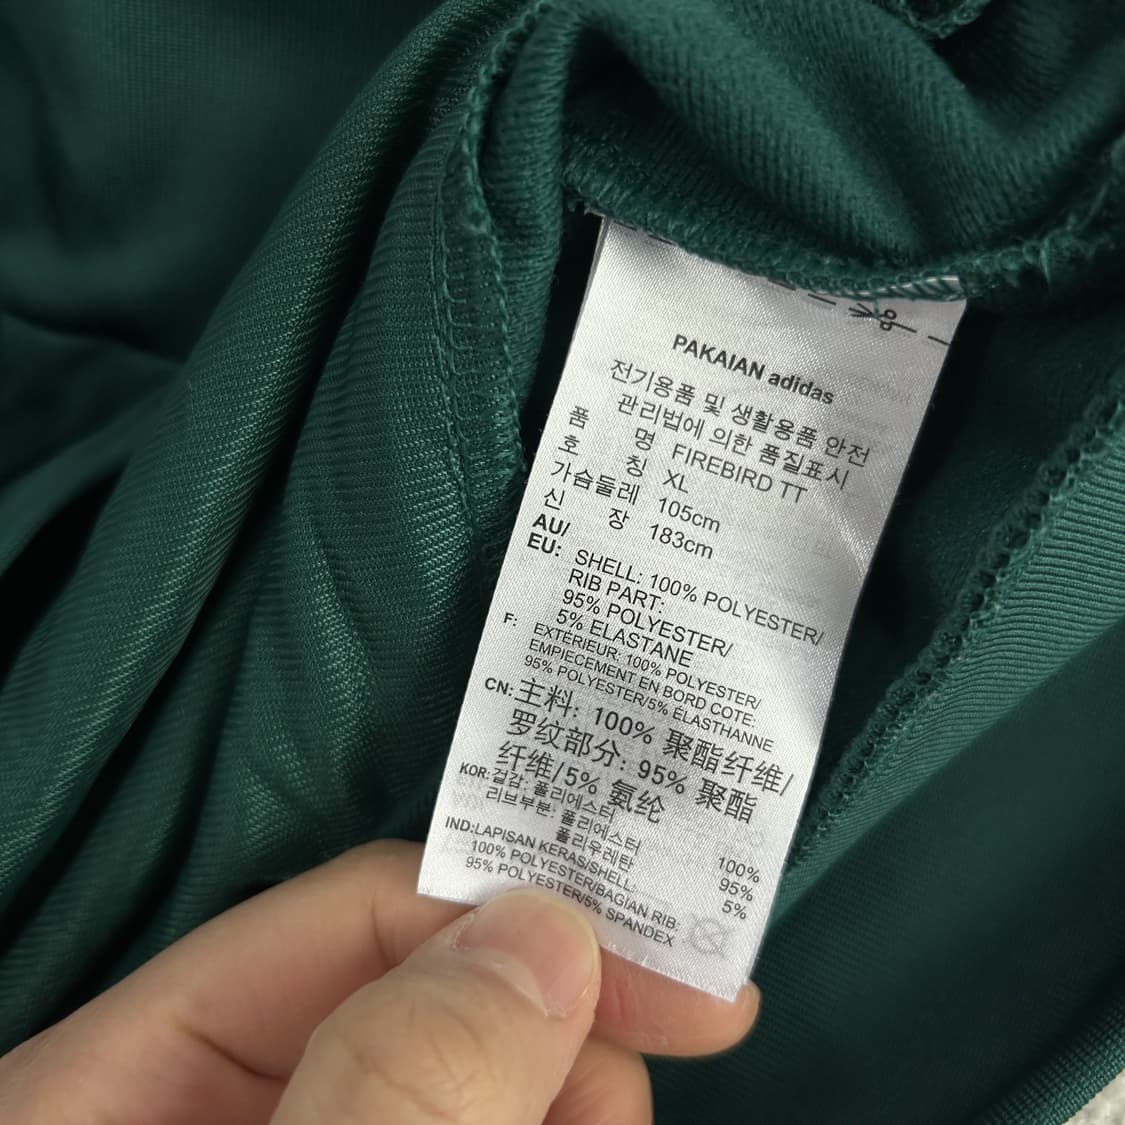 PAKAIAN adidas
전기용품 및 생활용품 안전
관리법에 의한 품질표시
품 명 FIREBIRD TT
호 칭 XL
가슴둘레 105cm
신 장 183cm
AU/
EU: SHELL: 100% POLYESTER/
RIB PART:
95% POLYESTER/
5% ELASTANE
F: EXTÉRIEUR: 100% POLYESTER/
EMPIECEMENT EN BORD COTE:
95% POLYESTER/5% ÉLASTHANNE
CN: 主料: 100% 聚酯纤维/
罗纹部分: 95% 聚酯
纤维/5% 氨纶
KOR: 겉감: 폴리에스터 100%
리브부분: 폴리에스터 95%
폴리우레탄 5%
IND:LAPISAN KERAS/SHELL:
100% POLYESTER/BAGIAN RIB:
95% POLYESTER/5% SPANDEX